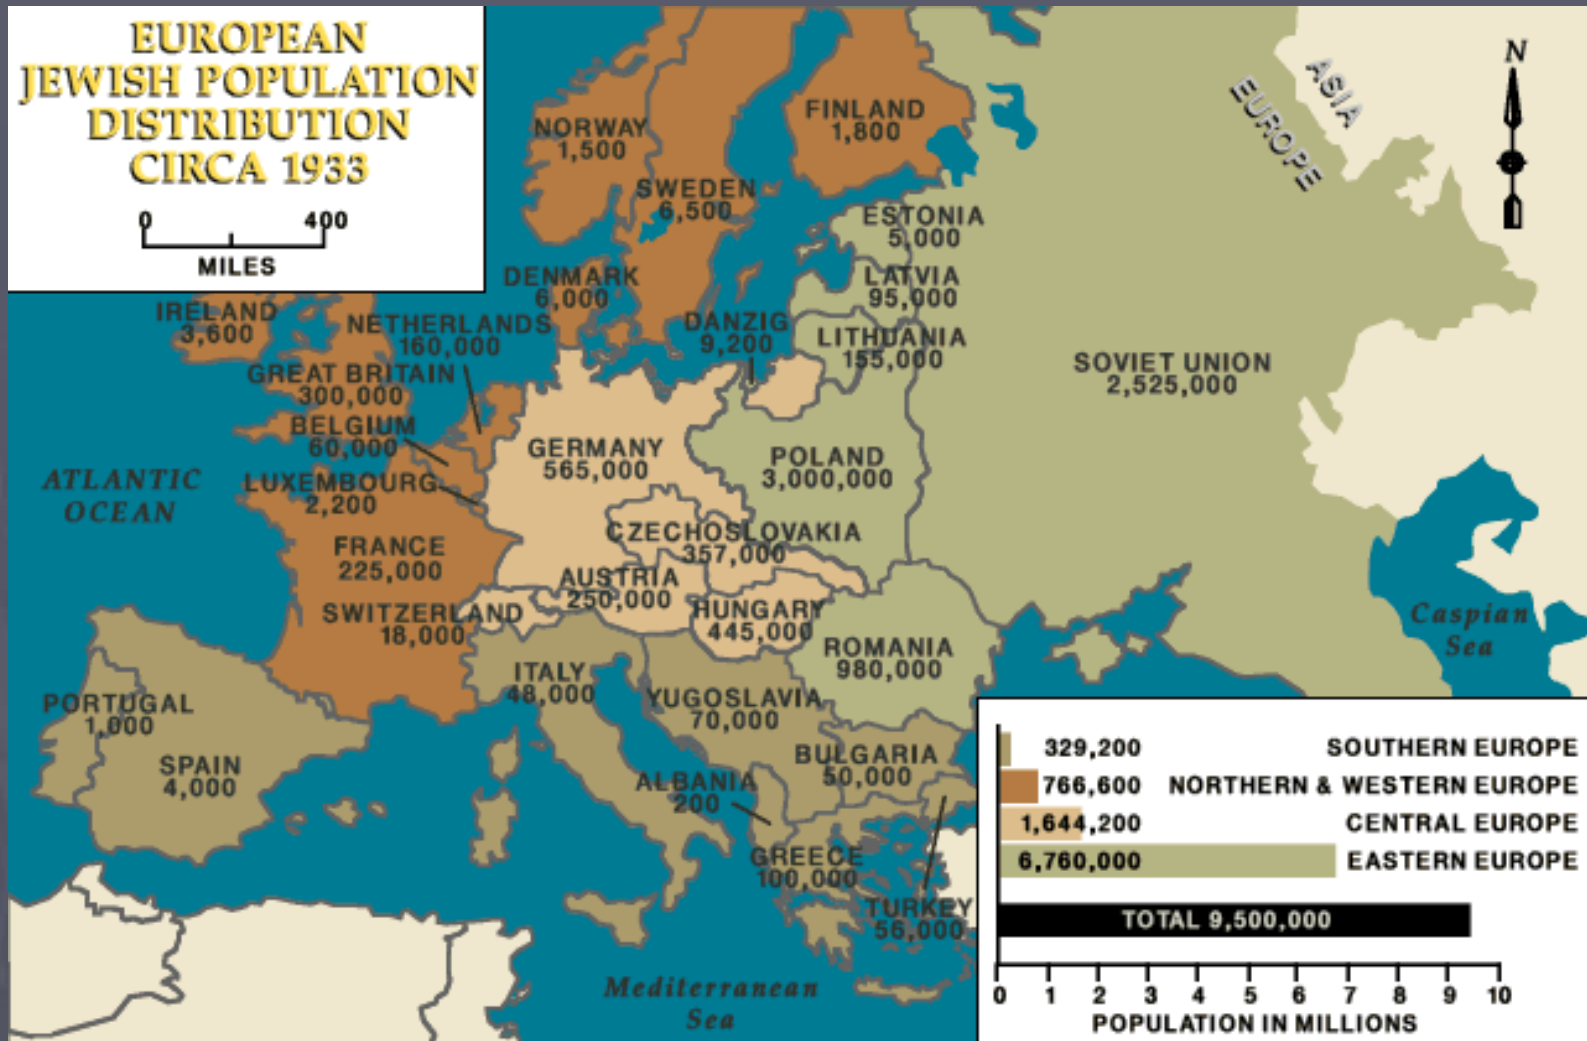 EUROPEAN
JEWISH POPULATION
DISTRIBUTION
CIRCA 1933
0 400
MILES
N
ASIA
EUROPE
NORWAY
1,500
FINLAND
1,800
SWEDEN
6,500
ESTONIA
5,000
LATVIA
95,000
LITHUANIA
155,000
DENMARK
6,000
DANZIG
9,200
IRELAND
3,600
NETHERLANDS
160,000
GREAT BRITAIN
300,000
BELGIUM
60,000
LUXEMBOURG
2,200
SOVIET UNION
2,525,000
GERMANY
565,000
POLAND
3,000,000
ATLANTIC
OCEAN
CZECHOSLOVAKIA
357,000
FRANCE
225,000
AUSTRIA
250,000
SWITZERLAND
18,000
HUNGARY
445,000
ROMANIA
980,000
Caspian
Sea
ITALY
48,000
YUGOSLAVIA
70,000
PORTUGAL
1,000
SPAIN
4,000
BULGARIA
50,000
ALBANIA
200
GREECE
100,000
TURKEY
56,000
Mediterranean
Sea
329,200 SOUTHERN EUROPE
766,600 NORTHERN & WESTERN EUROPE
1,644,200 CENTRAL EUROPE
6,760,000 EASTERN EUROPE
TOTAL 9,500,000
0 1 2 3 4 5 6 7 8 9 10
POPULATION IN MILLIONS